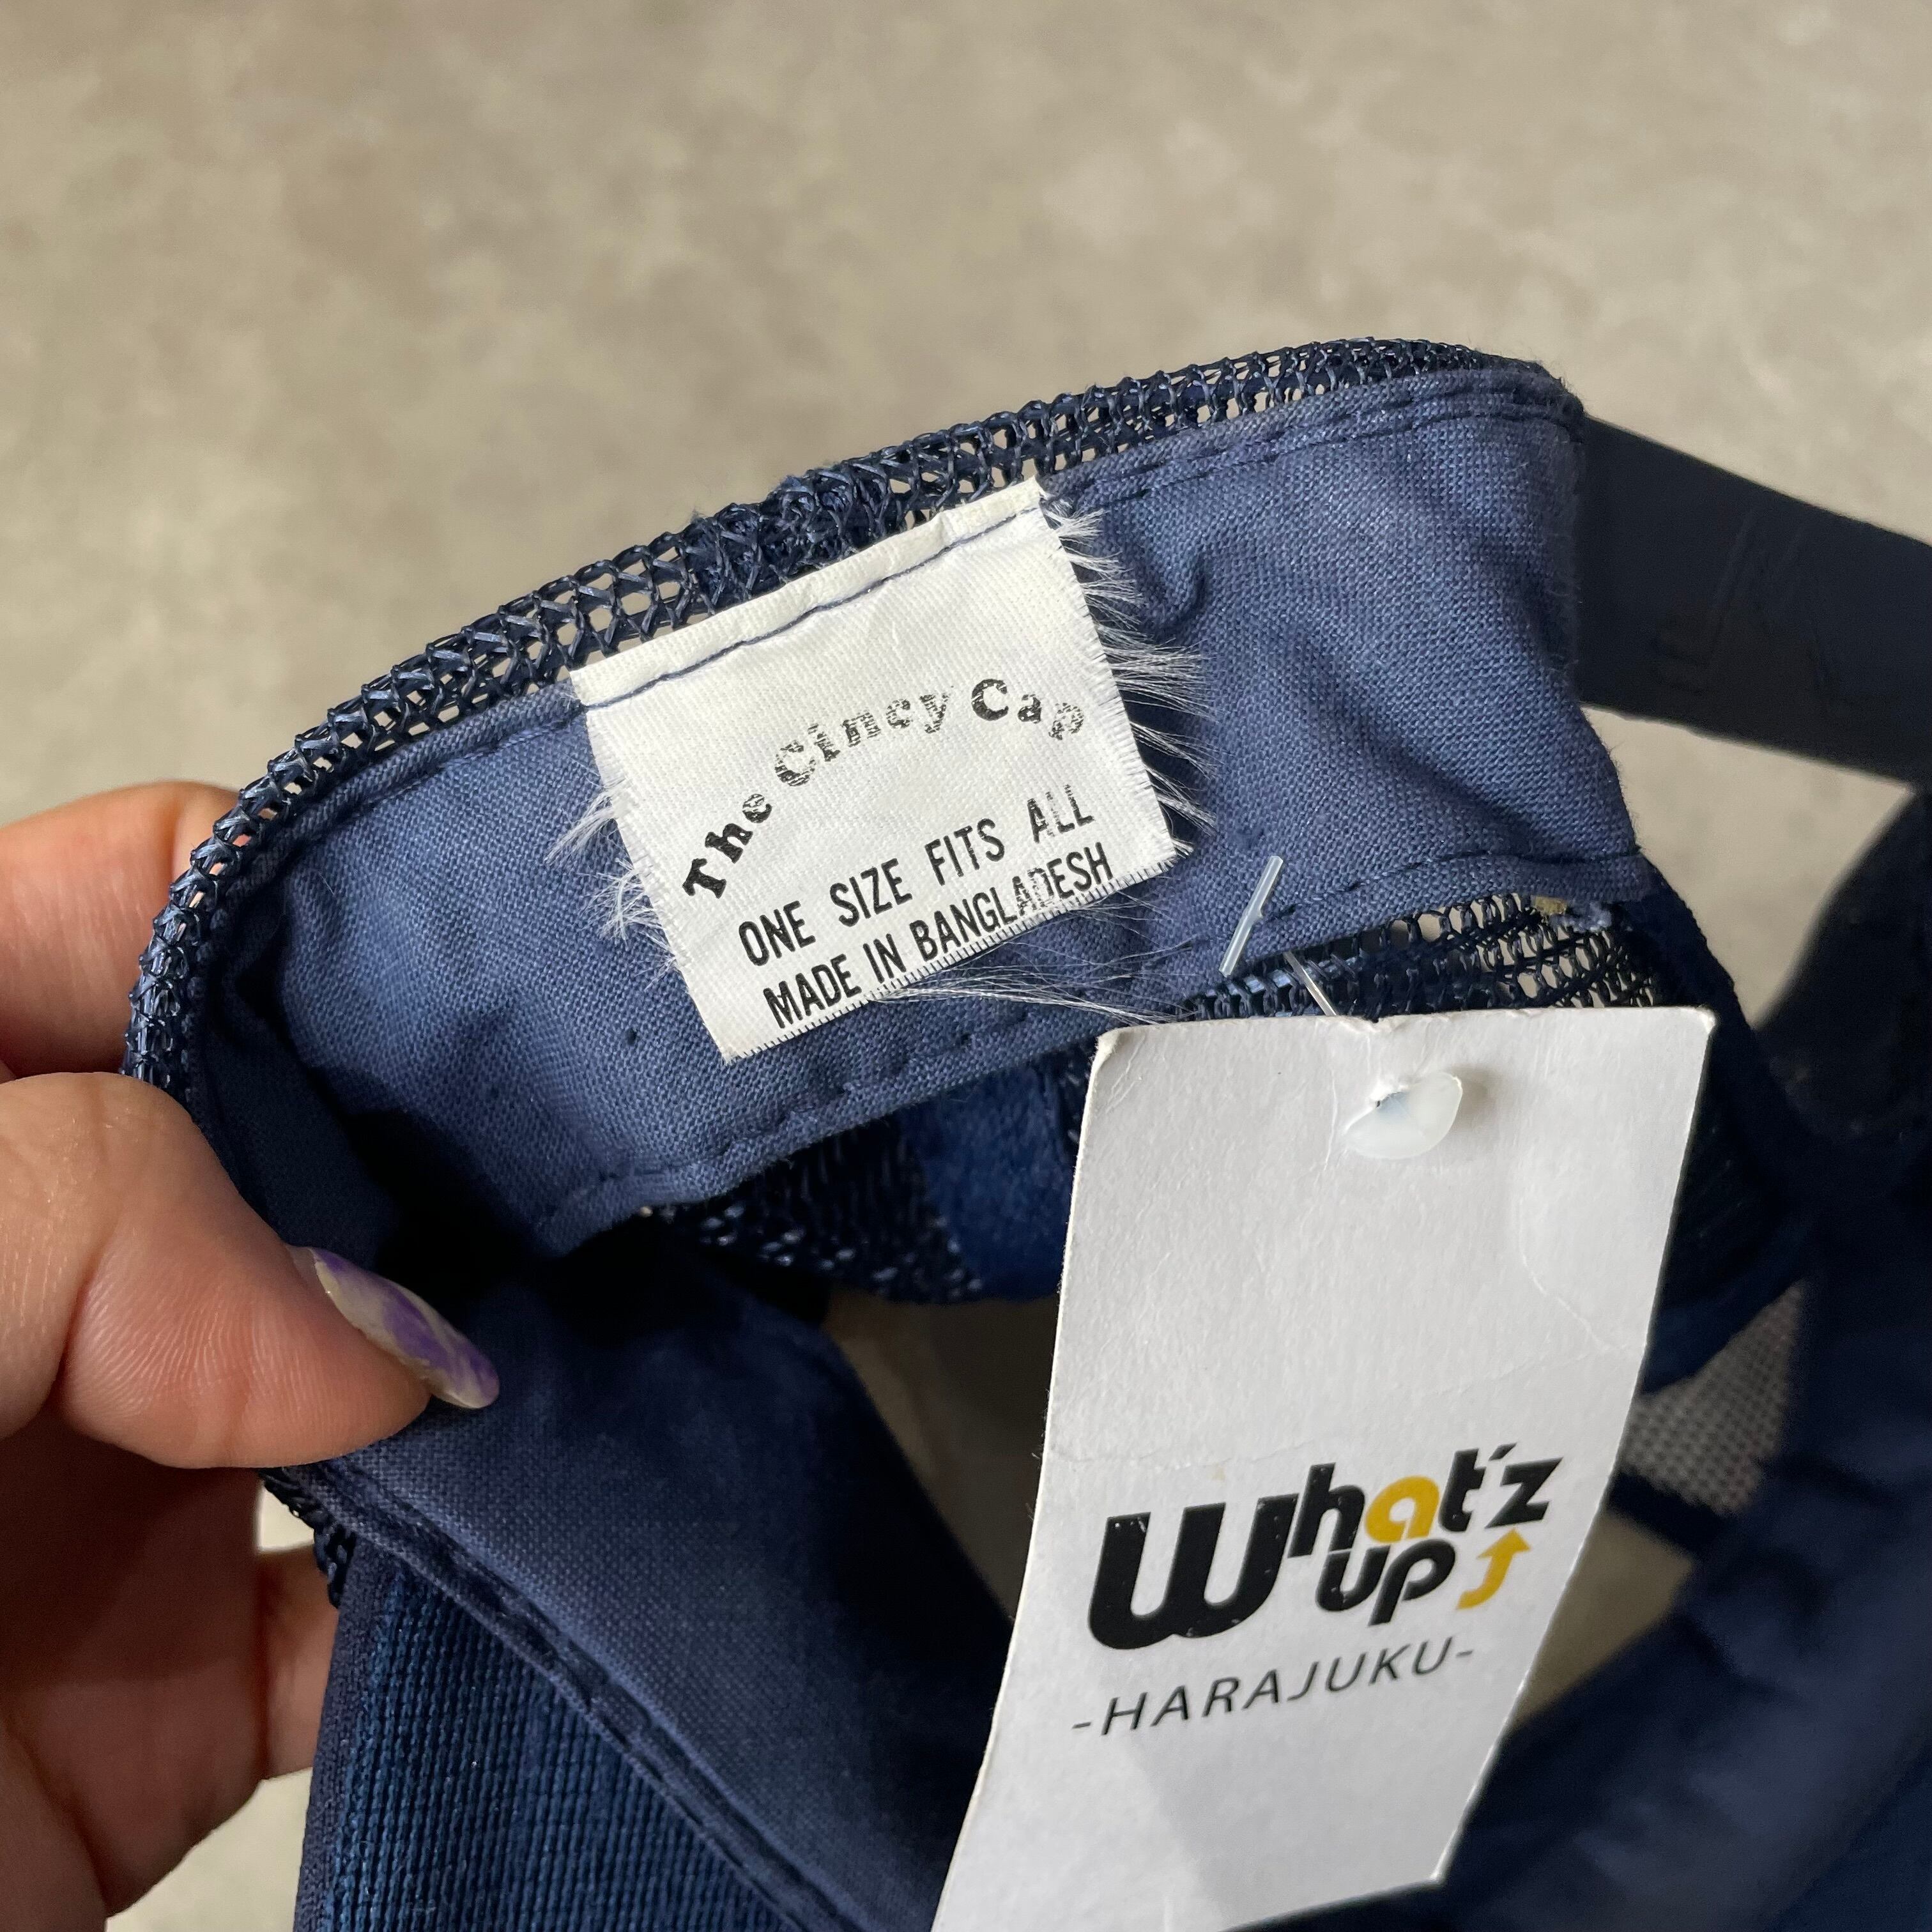 The Cincy Cap
ONE SIZE FITS ALL
MADE IN BANGLADESH
What'z
up
-HARAJUKU-